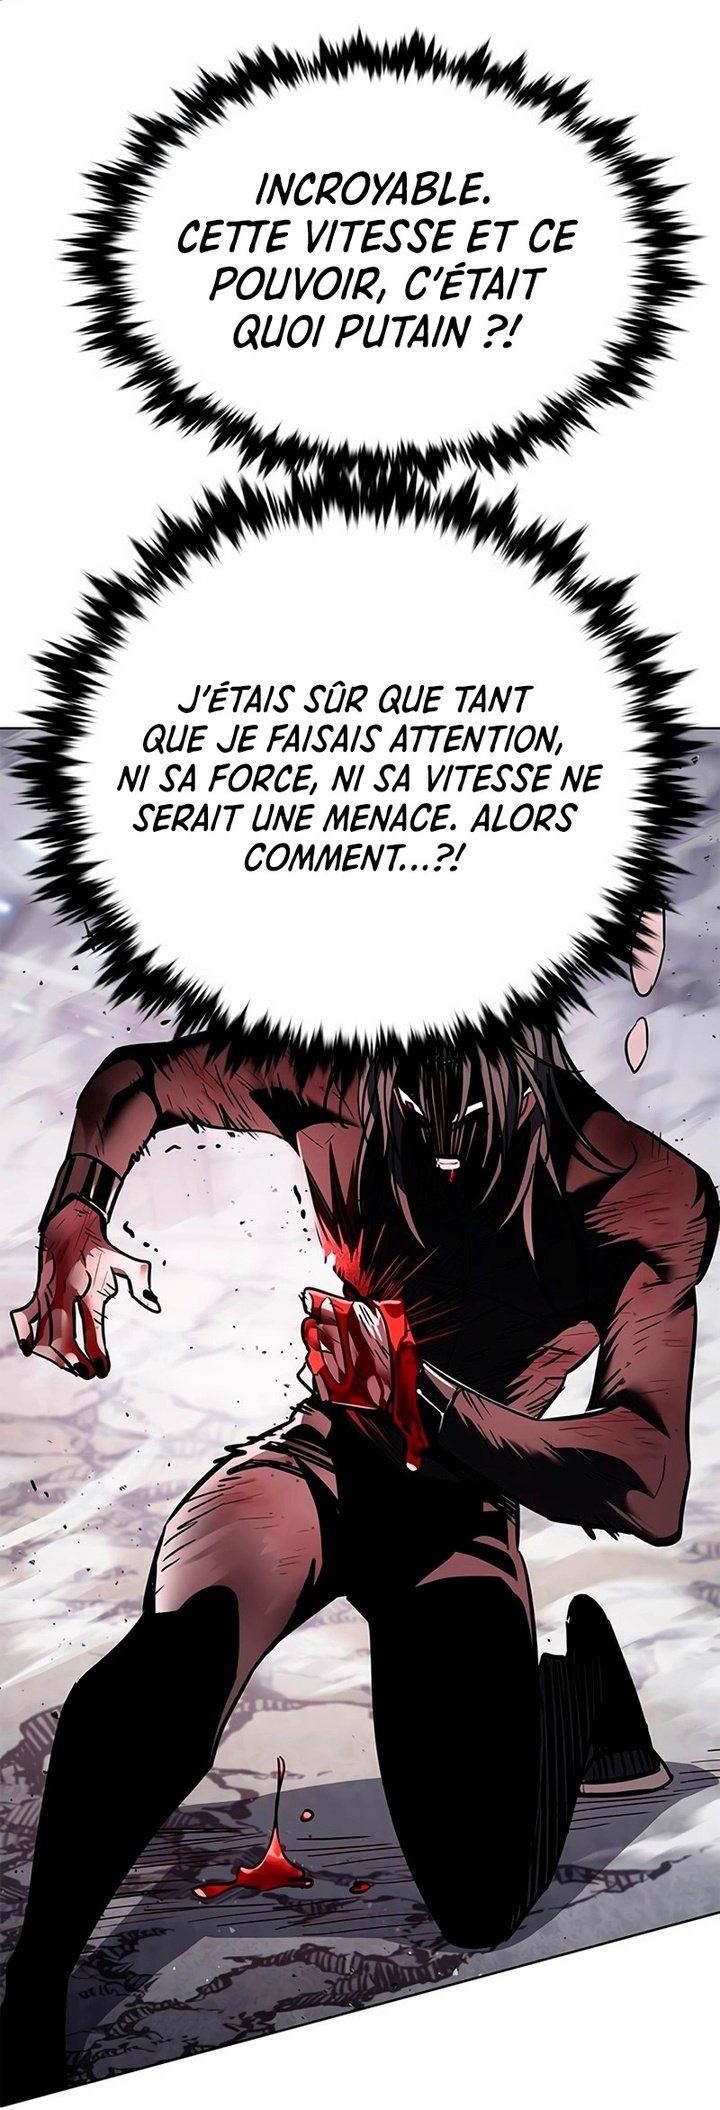 INCROYABLE.
CETTE VITESSE ET CE
POUVOIR, C'ÉTAIT
QUOI PUTAIN ?!
J'ÉTAIS SÛR QUE TANT
QUE JE FAISAIS ATTENTION,
NI SA FORCE, NI SA VITESSE NE
SERAIT UNE MENACE. ALORS
COMMENT...?!